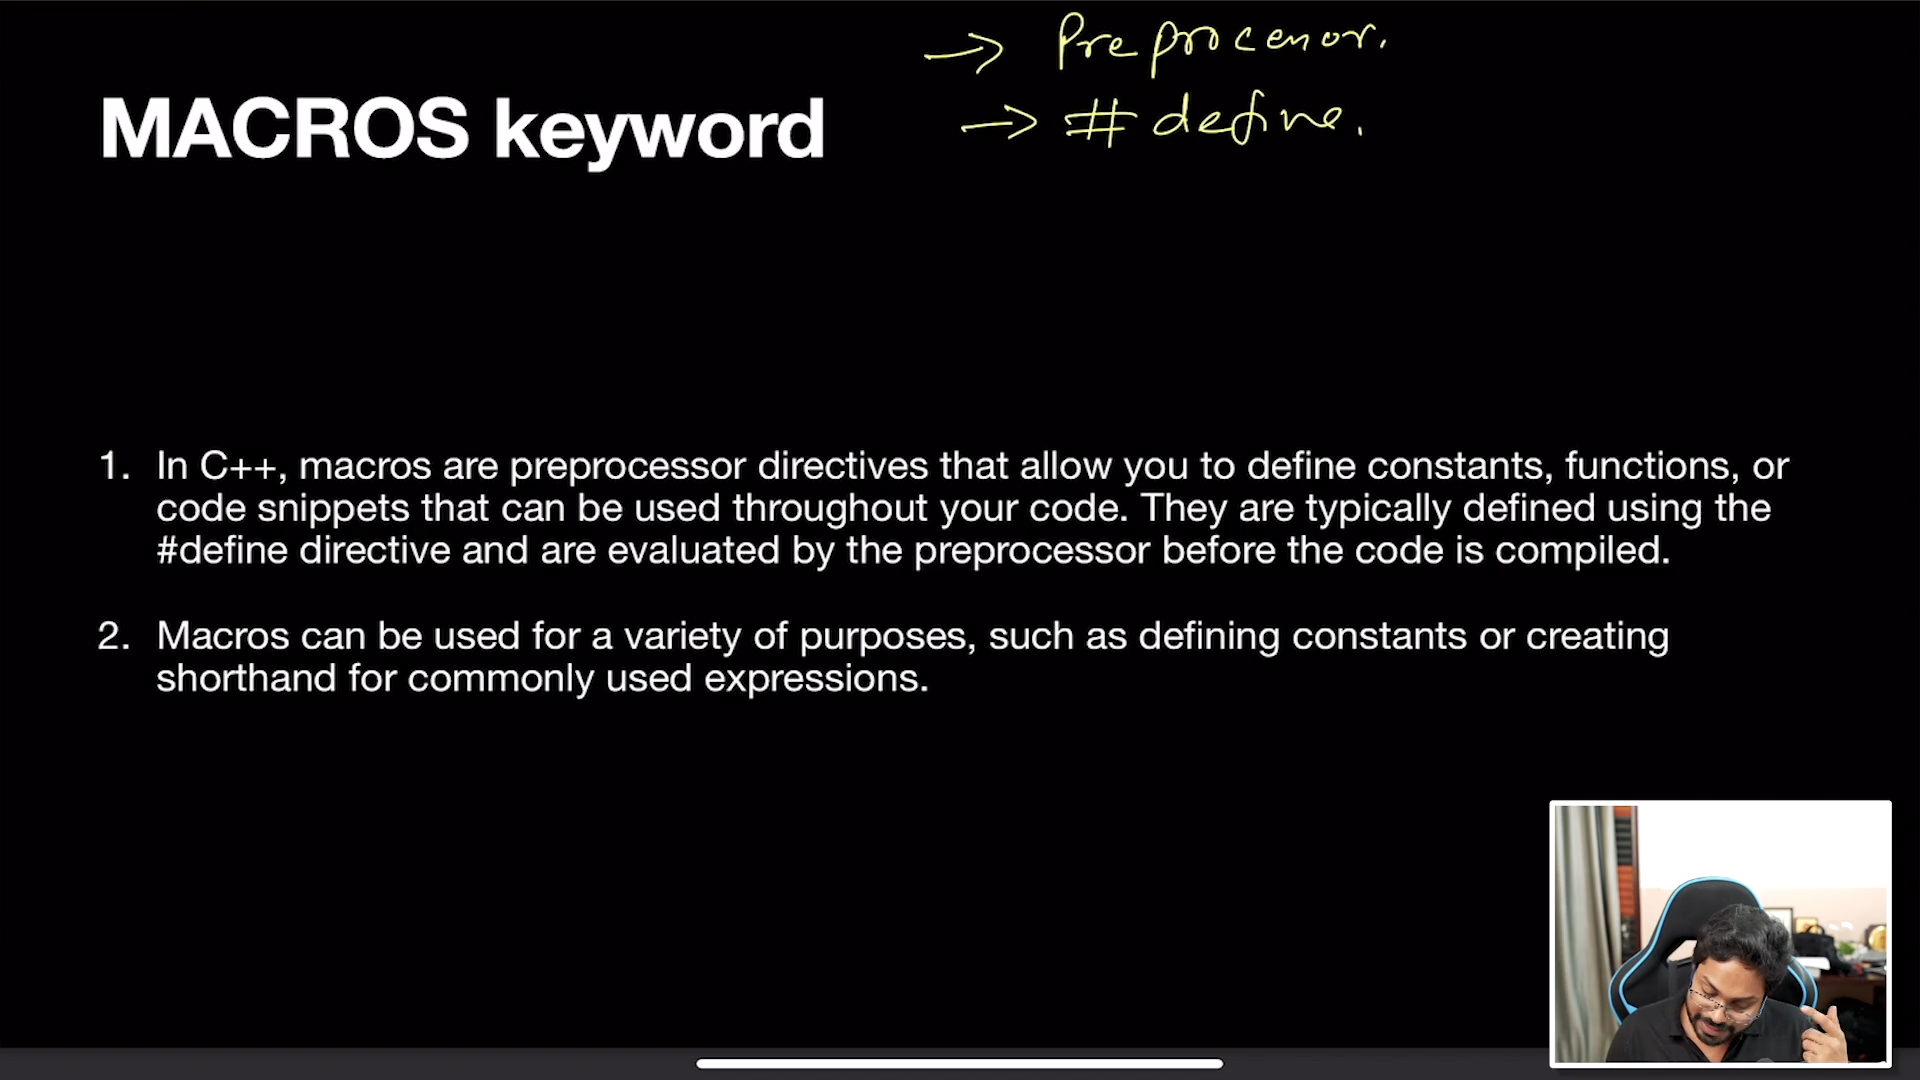 → Preprocessor.
MACROS keyword
→ #define.
1. In C++, macros are preprocessor directives that allow you to define constants, functions, or
code snippets that can be used throughout your code. They are typically defined using the
#define directive and are evaluated by the preprocessor before the code is compiled.
2. Macros can be used for a variety of purposes, such as defining constants or creating
shorthand for commonly used expressions.